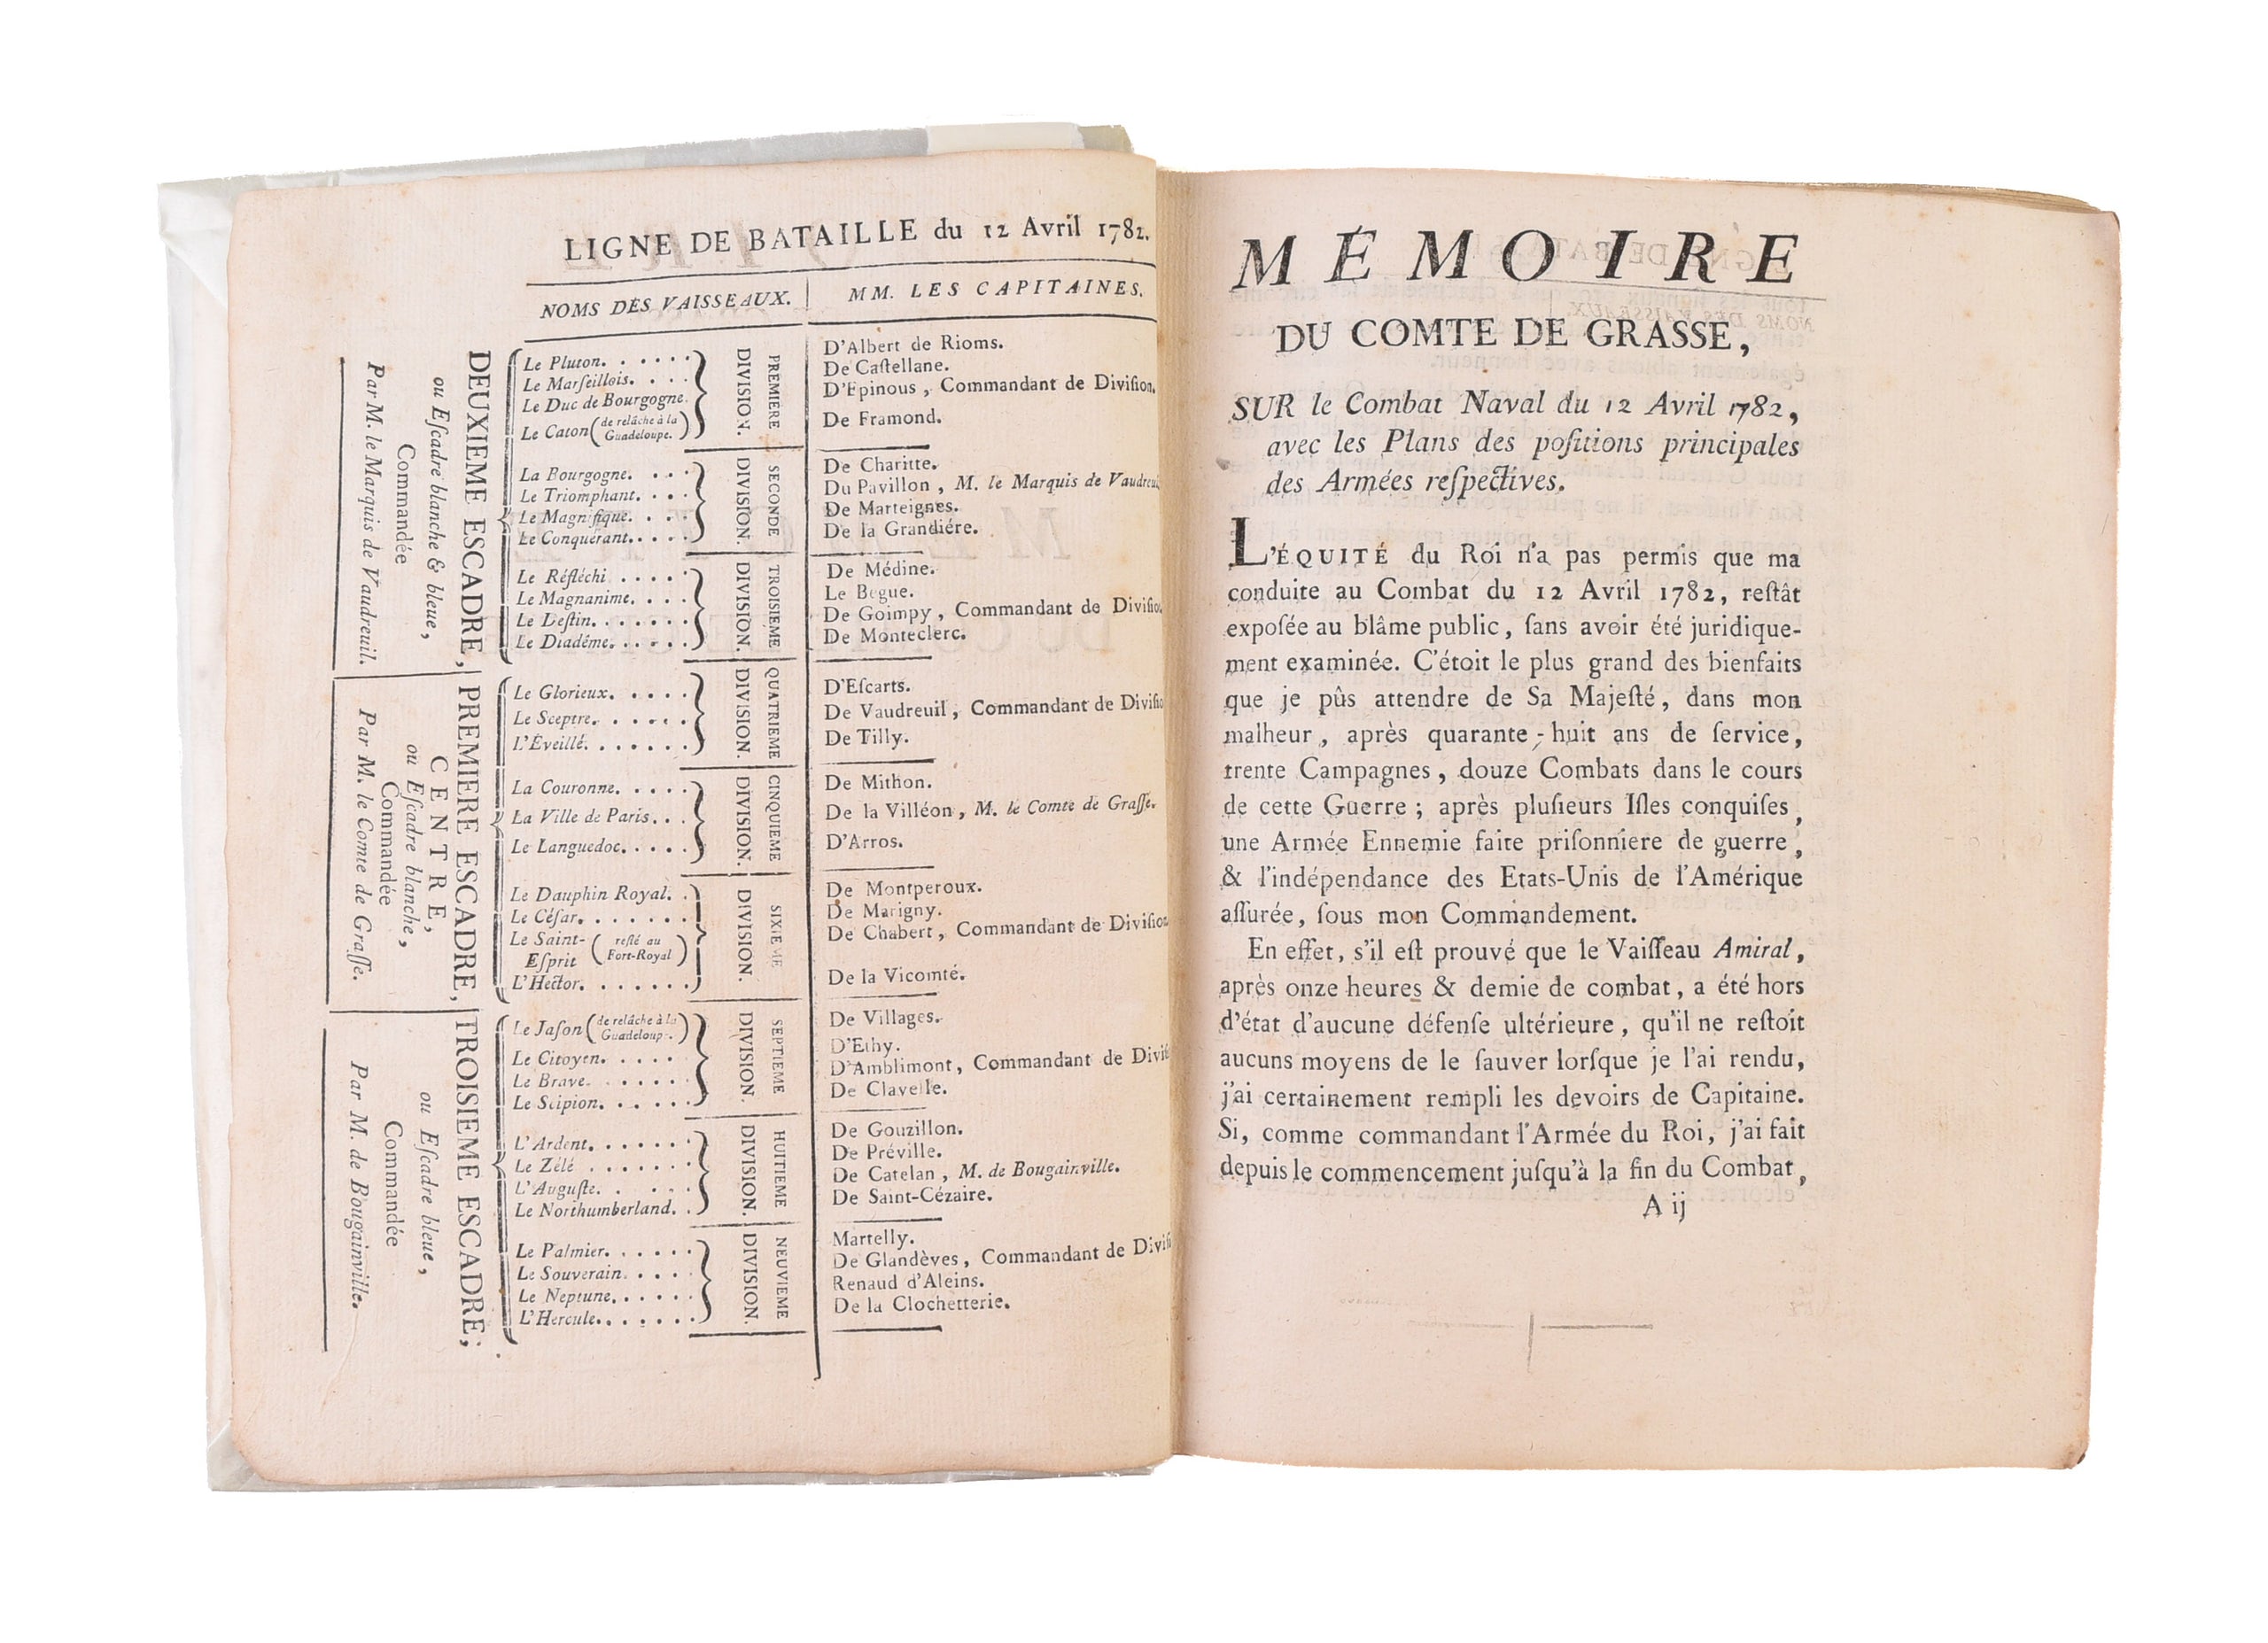 LIGNE DE BATAILLE du 12 Avril 1782.
NOMS DES VAISSEAUX. MM. LES CAPITAINES.
DEUXIEME ESCADRE,
ou Eſcadre blanche & bleue,
Commandée
Par M. le Marquis de Vaudreuil.
PREMIERE DIVISION.
Le Pluton. . . . . . D'Albert de Rioms.
Le Marſeillois. . . . De Caſtellane.
Le Duc de Bourgogne. D'Epinous, Commandant de Diviſion.
Le Caton (de relâche à la Guadeloupe.) De Framond.
SECONDE DIVISION.
La Bourgogne. . . . De Charitte.
Le Triomphant. . . . Du Pavillon, M. le Marquis de
Le Magnifique. . . . De Marteignes.
Le Conquérant. . . . . De la Grandiére.
TROISIEME DIVISION.
Le Réfléchi . . . . . De Médine.
Le Magnanime. . . . Le Begue.
Le Deſtin. . . . . . . De Goimpy, Commandant de
Le Diadéme. . . . . . De Monteclerc.
PREMIERE ESCADRE,
CENTRE,
ou Eſcadre blanche,
Commandée
Par M. le Comte de Graſſe.
QUATRIEME DIVISION.
Le Glorieux. . . . . D'Eſcarts.
Le Sceptre. . . . . . De Vaudreuil, Commandant de
L'Éveillé. . . . . . . De Tilly.
CINQUIEME DIVISION.
La Couronne. . . . . De Mithon.
La Ville de Paris. . . De la Villéon, M. le Comte de Graſſe.
Le Languedoc. . . . . D'Arros.
SIXIEME DIVISION.
Le Dauphin Royal. . De Montperoux.
Le Céſar. . . . . . . . De Marigny.
Le Saint-Eſprit (reſté au Fort-Royal) De Chabert, Commandant de
L'Hector. . . . . . . De la Vicomté.
TROISIEME ESCADRE;
ou Eſcadre bleue,
Commandée
Par M. de Bougainville.
SEPTIEME DIVISION.
Le Jaſon (de relâche à la Guadeloupe.) De Villages.
Le Citoyen. . . . . D'Ethy.
Le Brave. . . . . . D'Amblimont, Commandant de
Le Scipion. . . . . . De Clavelle.
HUITIEME DIVISION.
L'Ardent. . . . . . . De Gouzillon.
Le Zélé . . . . . . . De Préville.
L'Auguſte. . . . . De Catelan, M. de Bougainville.
Le Northumberland. . De Saint-Cézaire.
NEUVIEME DIVISION.
Le Palmier. . . . . . Martelly.
Le Souverain. . . . . De Glandèves, Commandant de
Le Neptune. . . . . . Renaud d'Aleins.
L'Hercule. . . . . . . De la Clochetterie.
MÉMOIRE
DU COMTE DE GRASSE,
SUR le Combat Naval du 12 Avril 1782,
avec les Plans des poſitions principales
des Armées reſpectives.
L'ÉQUITÉ du Roi n'a pas permis que ma
conduite au Combat du 12 Avril 1782, reſtât
expoſée au blâme public, ſans avoir été juridique-
ment examinée. C'étoit le plus grand des bienfaits
que je pûs attendre de Sa Majeſté, dans mon
malheur, après quarante-huit ans de ſervice,
trente Campagnes, douze Combats dans le cours
de cette Guerre; après pluſieurs Iſles conquiſes,
une Armée Ennemie faite priſonniere de guerre,
& l'indépendance des Etats-Unis de l'Amérique
aſſurée, ſous mon Commandement.
En effet, s'il eſt prouvé que le Vaiſſeau Amiral,
après onze heures & demie de combat, a été hors
d'état d'aucune défenſe ultérieure, qu'il ne reſtoit
aucuns moyens de le ſauver lorſque je l'ai rendu,
j'ai certainement rempli les devoirs de Capitaine.
Si, comme commandant l'Armée du Roi, j'ai fait
depuis le commencement juſqu'à la fin du Combat,
A ij